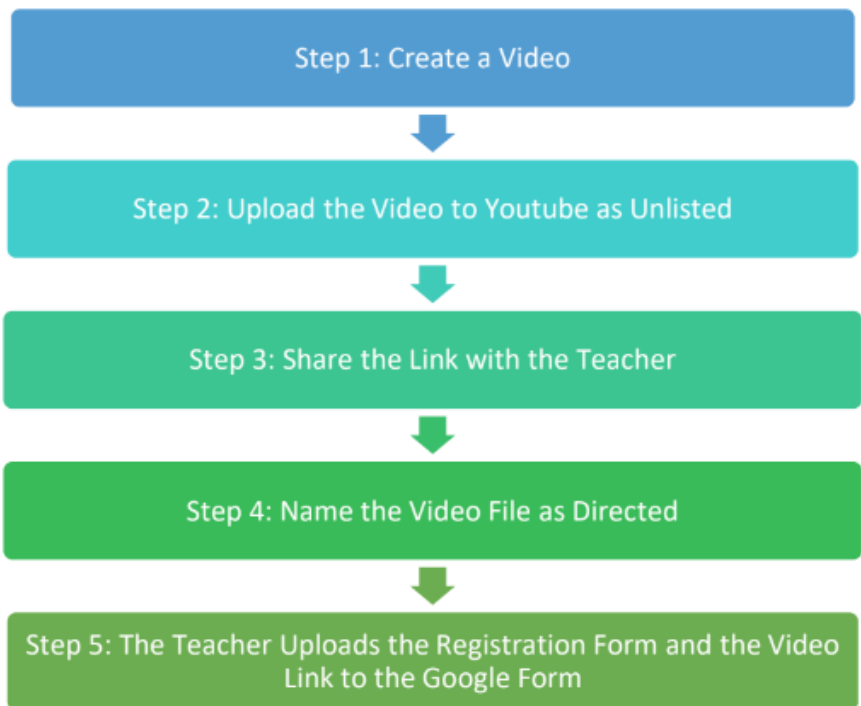 Step 1: Create a Video
Step 2: Upload the Video to Youtube as Unlisted
Step 3: Share the Link with the Teacher
Step 4: Name the Video File as Directed
Step 5: The Teacher Uploads the Registration Form and the Video
Link to the Google Form